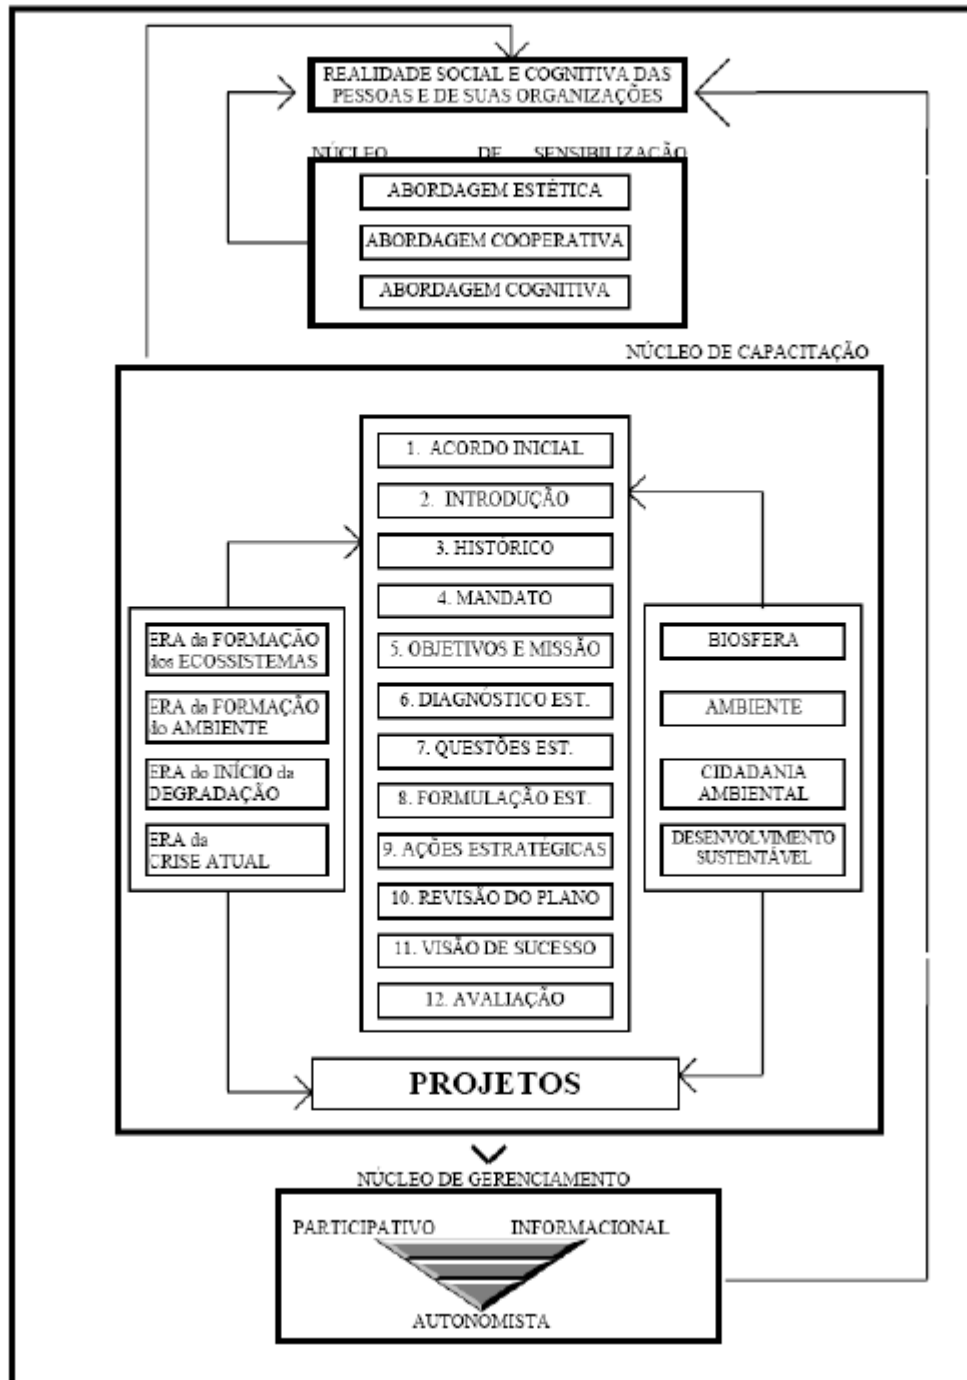 REALIDADE SOCIAL E COGNITIVA DAS
PESSOAS E DE SUAS ORGANIZAÇÕES
NÚCLEO DE SENSIBILIZAÇÃO
ABORDAGEM ESTÉTICA
ABORDAGEM COOPERATIVA
ABORDAGEM COGNITIVA
NÚCLEO DE CAPACITAÇÃO
1. ACORDO INICIAL
2. INTRODUÇÃO
3. HISTÓRICO
4. MANDATO
5. OBJETIVOS E MISSÃO
6. DIAGNÓSTICO EST.
7. QUESTÕES EST.
8. FORMULAÇÃO EST.
9. AÇÕES ESTRATÉGICAS
10. REVISÃO DO PLANO
11. VISÃO DE SUCESSO
12. AVALIAÇÃO
ERA da FORMAÇÃO
dos ECOSSISTEMAS
ERA da FORMAÇÃO
do AMBIENTE
ERA do INÍCIO da
DEGRADAÇÃO
ERA da
CRISE ATUAL
BIOSFERA
AMBIENTE
CIDADANIA
AMBIENTAL
DESENVOLVIMENTO
SUSTENTÁVEL
PROJETOS
NÚCLEO DE GERENCIAMENTO
PARTICIPATIVO INFORMACIONAL
AUTONOMISTA